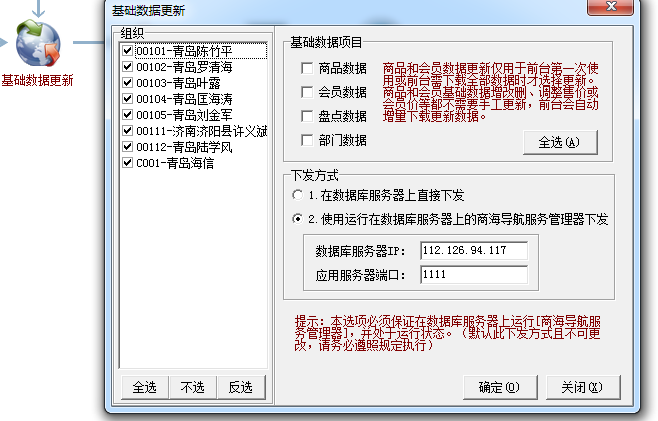 基础数据更新
基础数据更新
组织
00101-青岛陈竹平
00102-青岛罗清海
00103-青岛叶露
00104-青岛匡海涛
00105-青岛刘金军
00111-济南济阳县许义斌
00112-青岛陆学风
C001-青岛海信
全选
不选
反选
基础数据项目
商品数据
会员数据
盘点数据
部门数据
商品和会员数据更新仅用于前台第一次使
用或前台需下载全部数据时才选择更新。
商品和会员基础数据增改删、调整售价或
会员价等都不需要手工更新，前台会自动
增量下载更新数据。
全选(A)
下发方式
1.在数据库服务器上直接下发
2.使用运行在数据库服务器上的商海导航服务管理器下发
数据库服务器IP:
112.126.94.117
应用服务器端口:
1111
提示: 本选项必须保证在数据库服务器上运行[商海导航服
务管理器],并处于运行状态。（默认此下发方式且不可更
改，请务必遵照规定执行）
确定(O)
关闭(X)